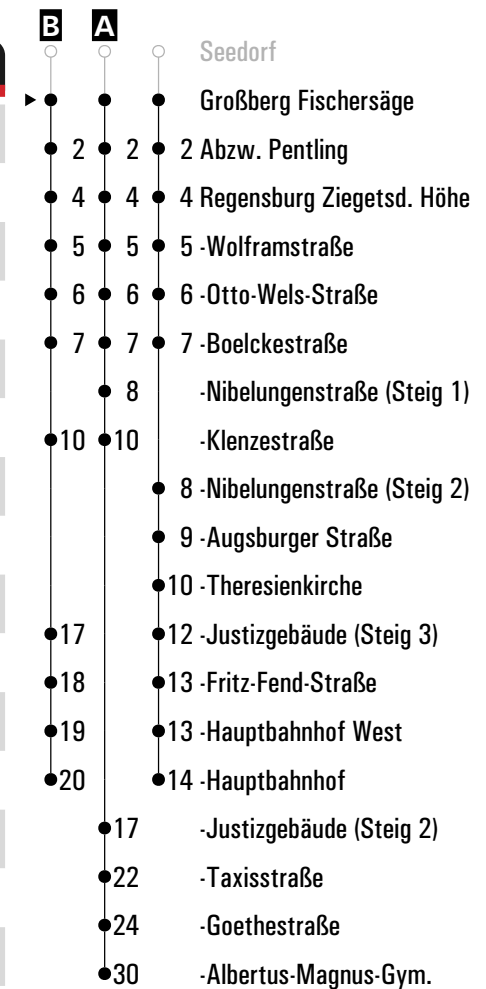 B A
Seedorf
Großberg Fischersäge
2 2 2 Abzw. Pentling
4 4 4 Regensburg Ziegetsd. Höhe
5 5 5 -Wolframstraße
6 6 6 -Otto-Wels-Straße
7 7 7 -Boelckestraße
8 -Nibelungenstraße (Steig 1)
10 10 -Klenzestraße
8 -Nibelungenstraße (Steig 2)
9 -Augsburger Straße
10 -Theresienkirche
17 12 -Justizgebäude (Steig 3)
18 13 -Fritz-Fend-Straße
19 13 -Hauptbahnhof West
20 14 -Hauptbahnhof
17 -Justizgebäude (Steig 2)
22 -Taxisstraße
24 -Goethestraße
30 -Albertus-Magnus-Gym.